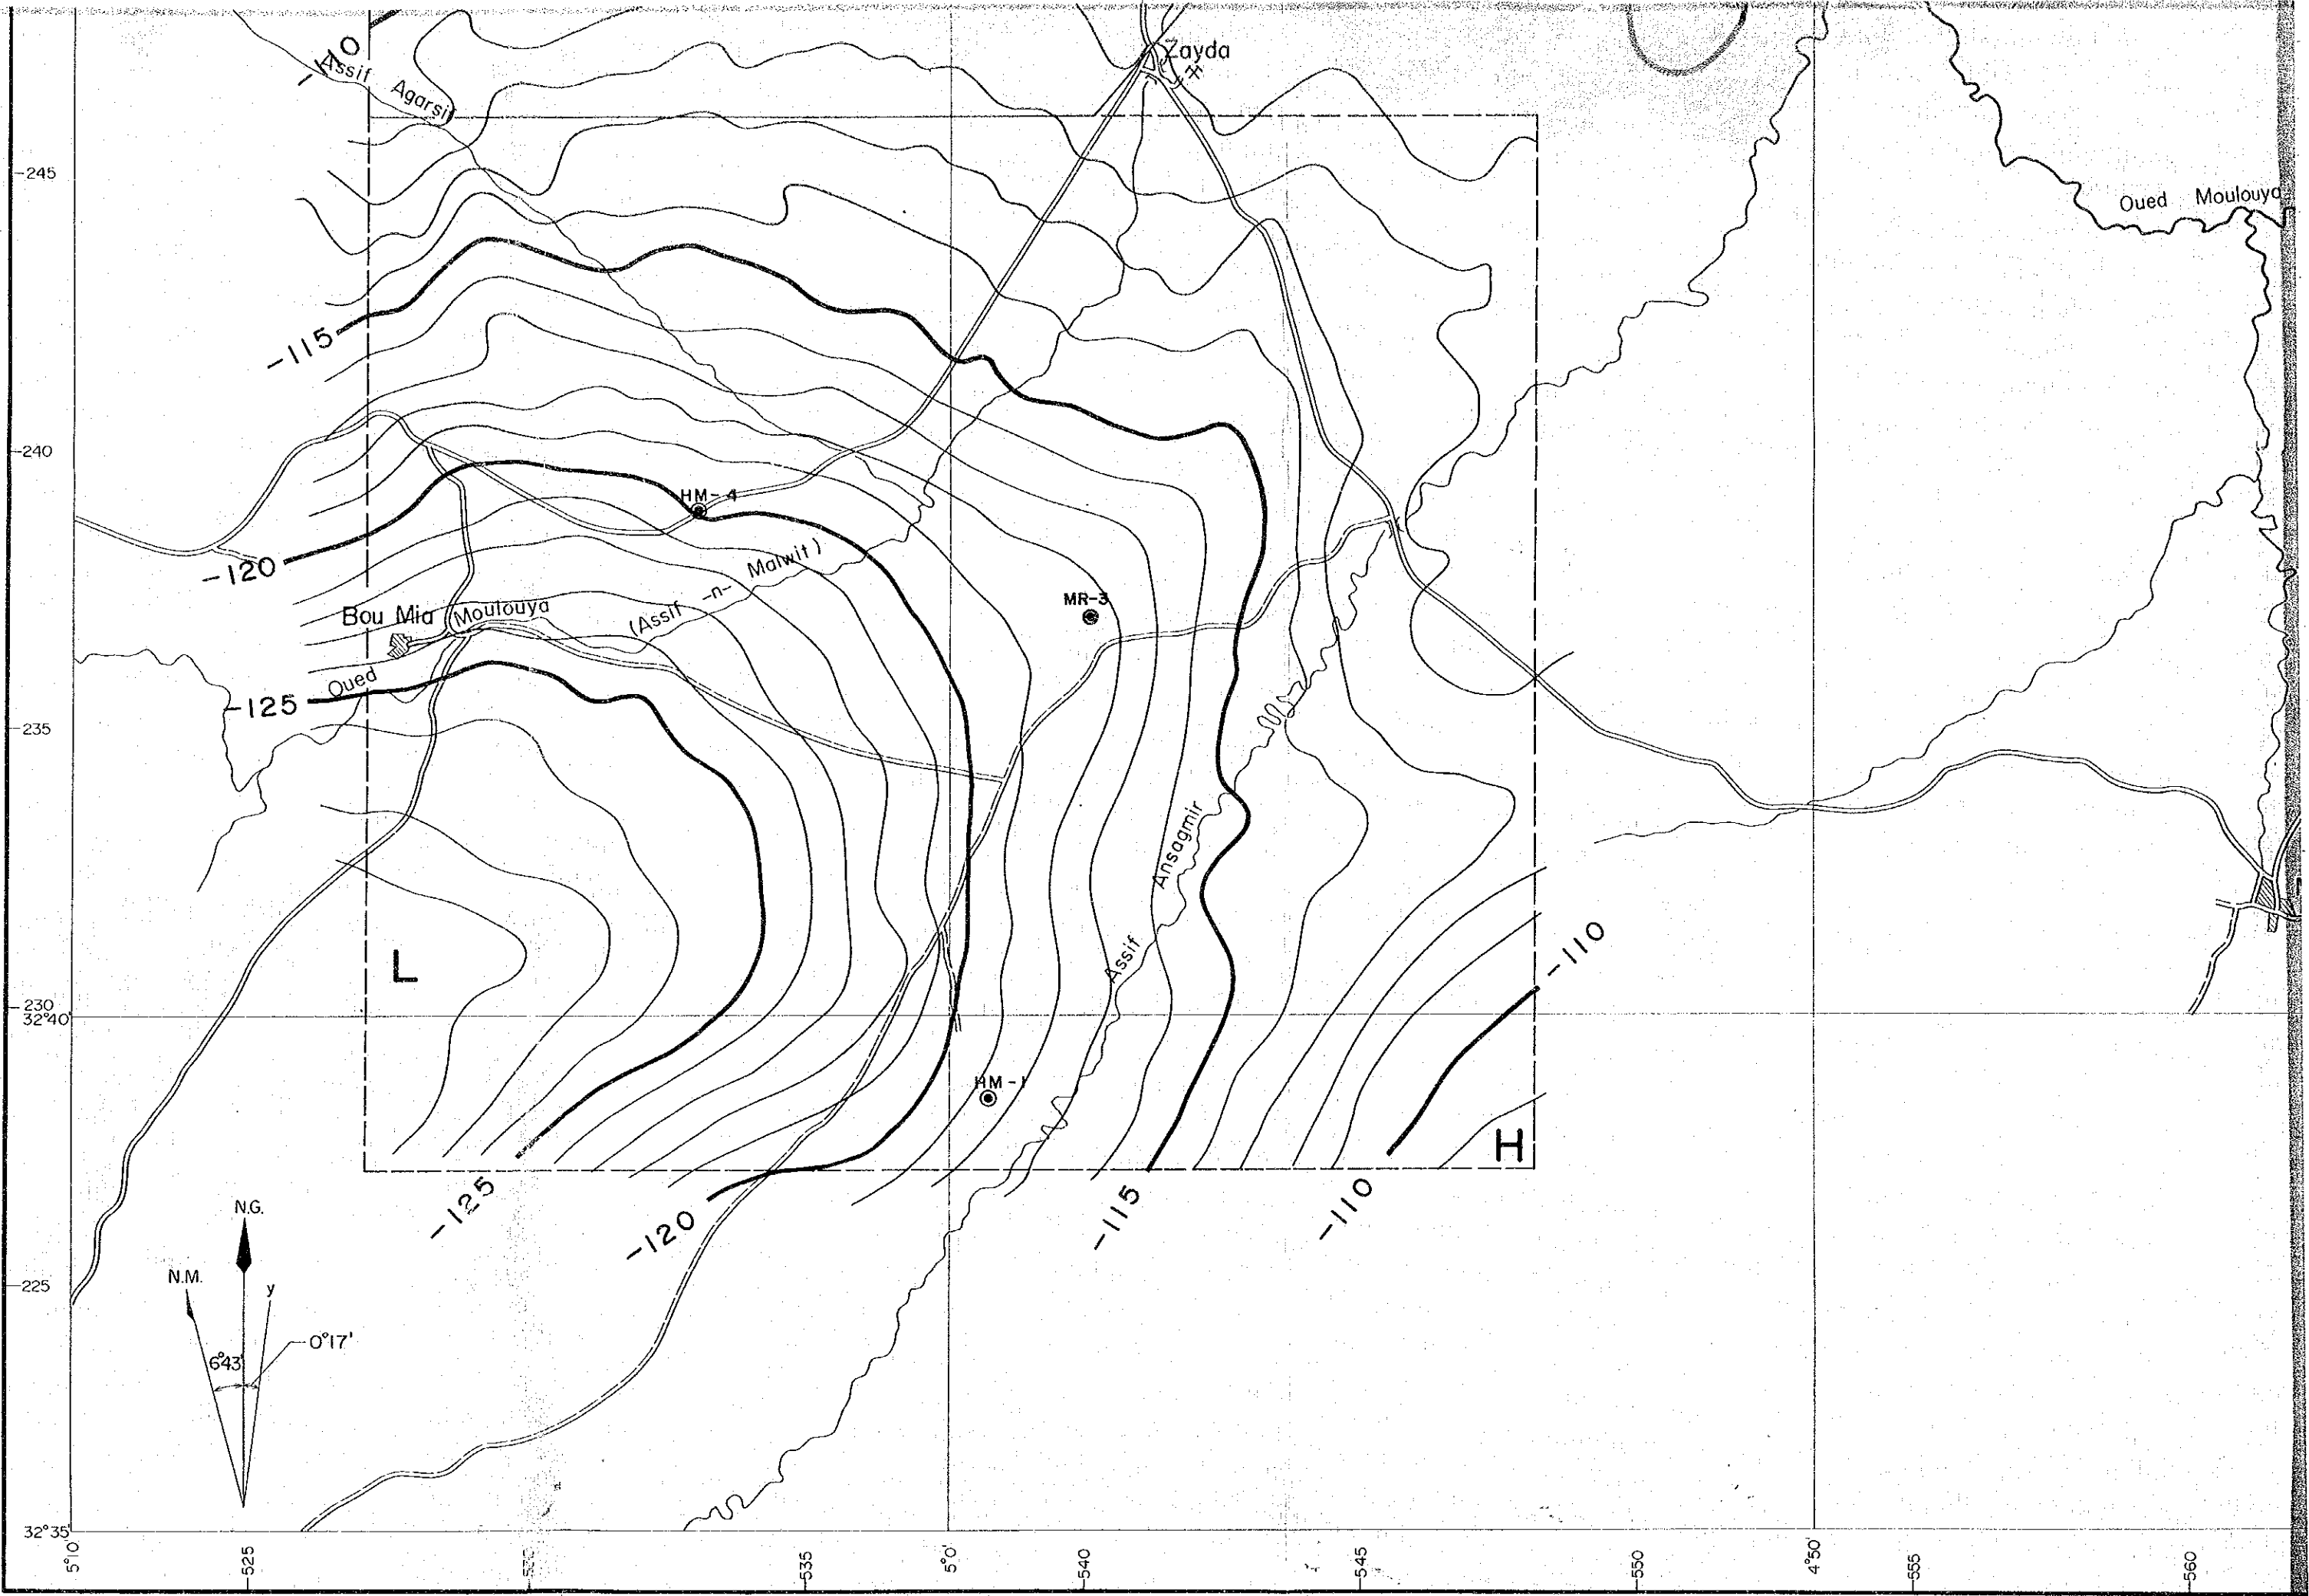 Zayda
-110
Assif Agarsif
-245
Oued Moulouya
-115
-240
HM-4
-120
(Assif -n- Malwit)
MR-3
Bou Mia
Oued Moulouya
-125
-235
Assif Ansagmir
L
-110
-230
32°40'
HM-1
H
-125
-120
-115
-110
N.G.
N.M.
y
0°17'
6°43'
-225
32°35'
5°10'
-525
-530
-535
5°0'
-540
-545
-550
4°50'
-555
-560